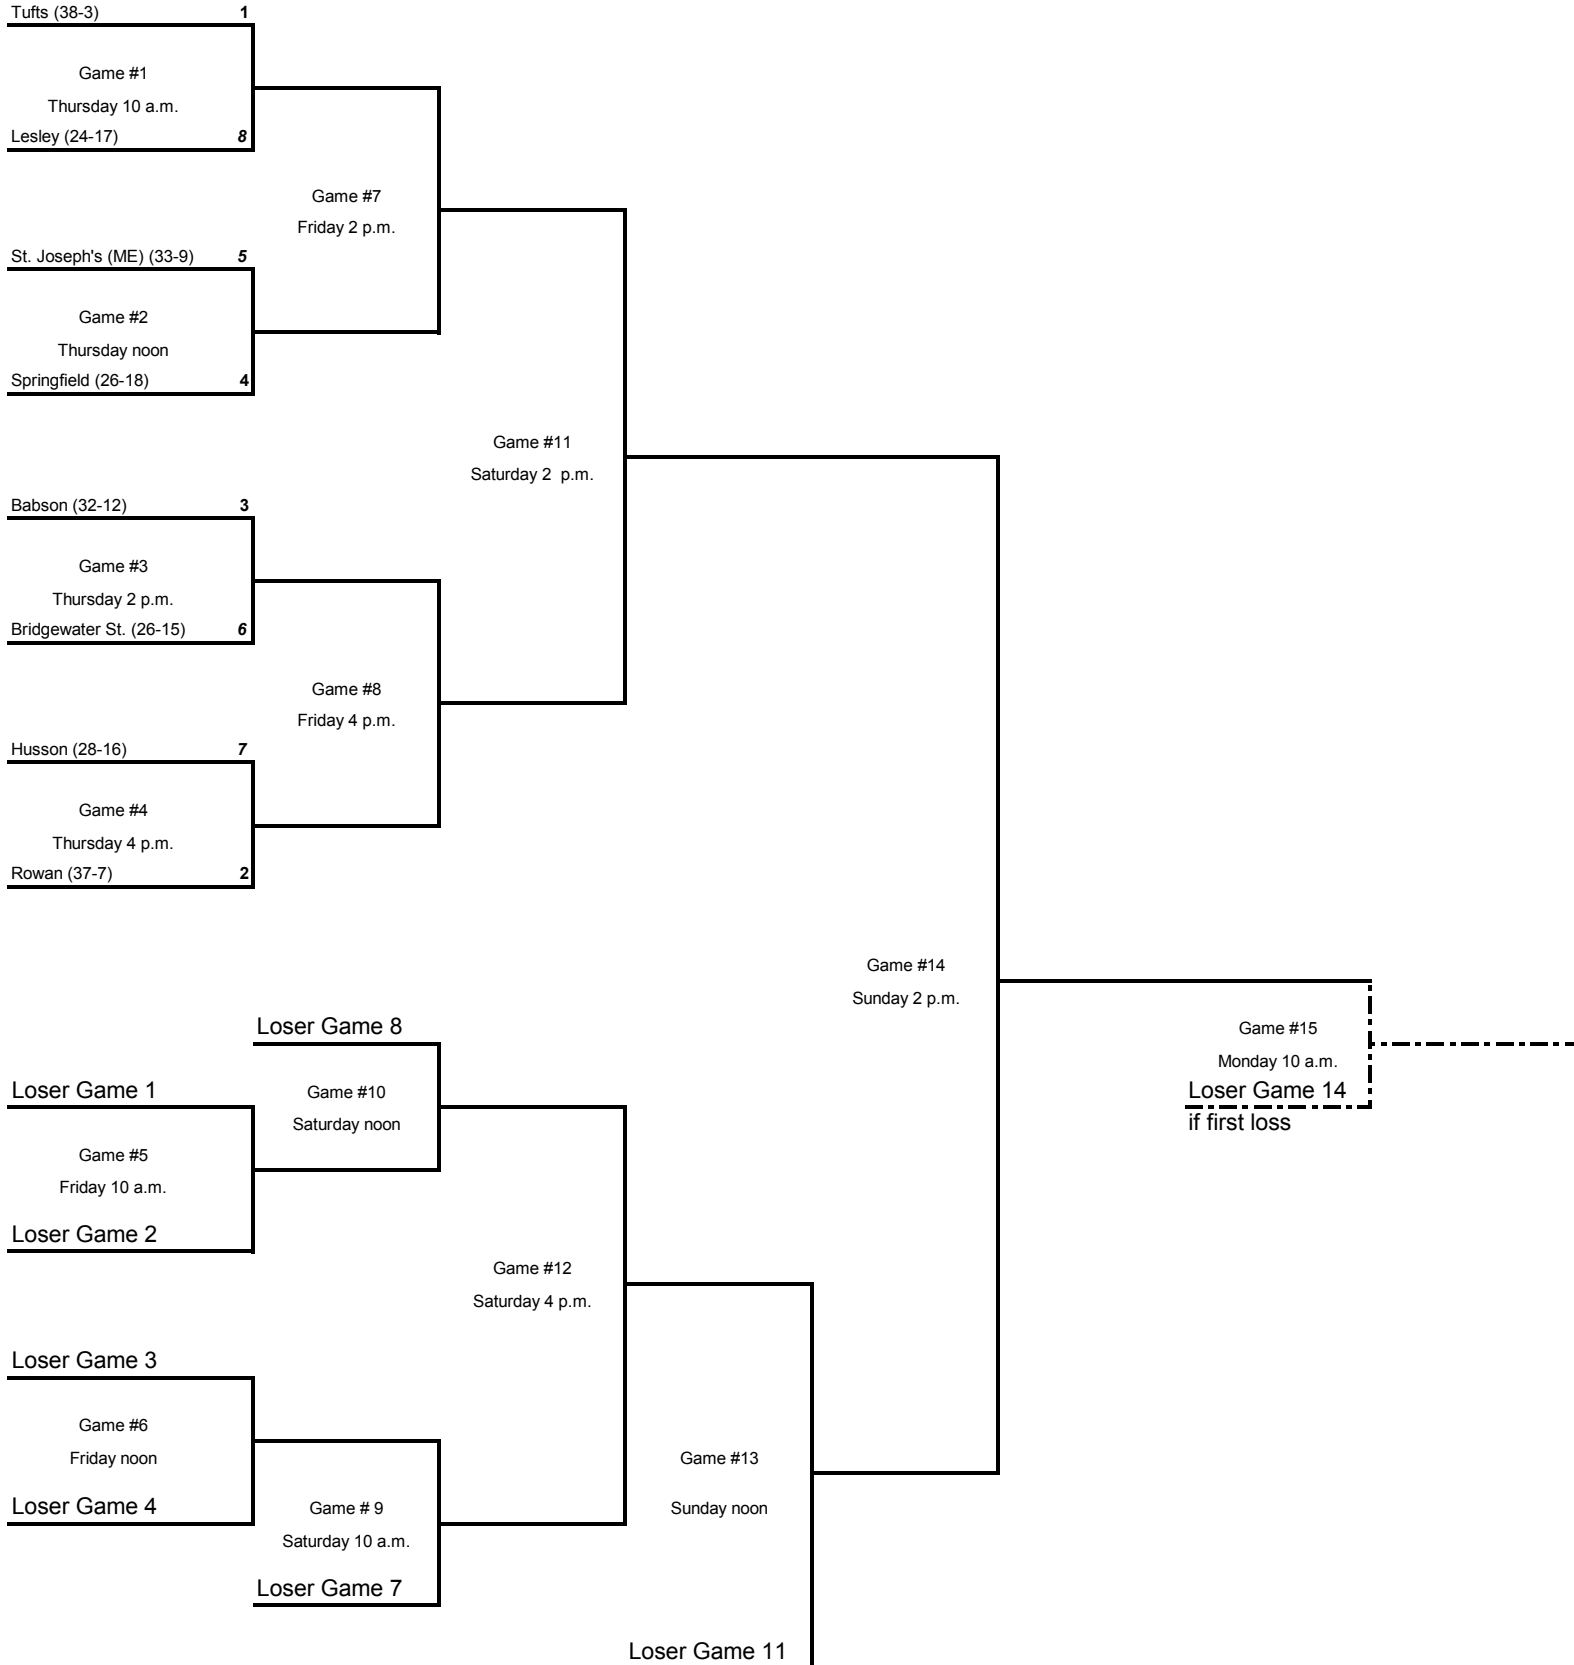 Tufts (38-3) 1
Game #1
Thursday 10 a.m.
Lesley (24-17) 8
Game #7
Friday 2 p.m.
St. Joseph's (ME) (33-9) 5
Game #2
Thursday noon
Springfield (26-18) 4
Game #11
Saturday 2  p.m.
Babson (32-12) 3
Game #3
Thursday 2 p.m.
Bridgewater St. (26-15) 6
Game #8
Friday 4 p.m.
Husson (28-16) 7
Game #4
Thursday 4 p.m.
Rowan (37-7) 2
Game #14
Sunday 2 p.m.
Game #15
Monday 10 a.m.
Loser Game 14
if first loss
Loser Game 8
Game #10
Saturday noon
Loser Game 1
Game #5
Friday 10 a.m.
Loser Game 2
Game #12
Saturday 4 p.m.
Loser Game 3
Game #6
Friday noon
Loser Game 4
Game # 9
Saturday 10 a.m.
Loser Game 7
Game #13
Sunday noon
Loser Game 11